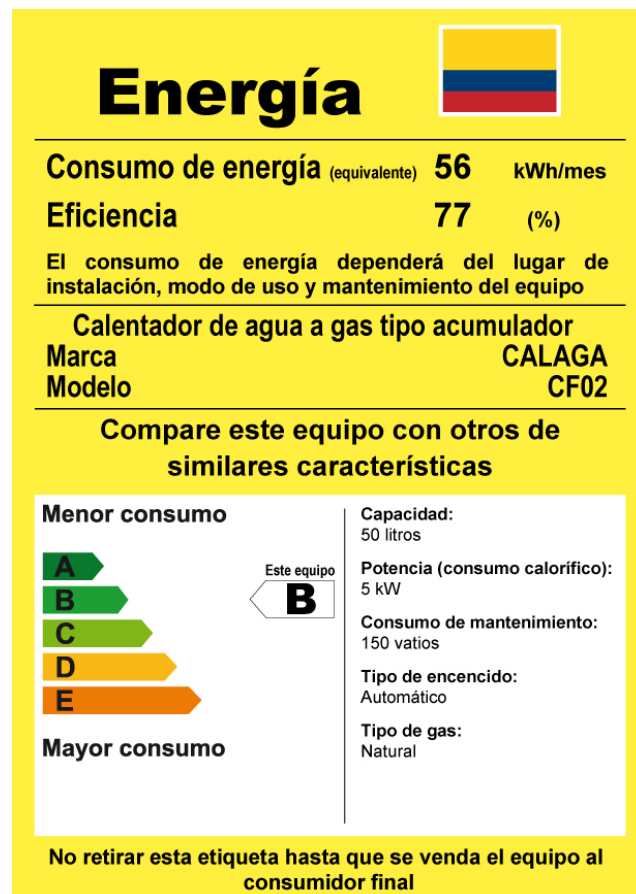 Energía
Consumo de energía (equivalente) 56 kWh/mes
Eficiencia 77 (%)
El consumo de energía dependerá del lugar de
instalación, modo de uso y mantenimiento del equipo
Calentador de agua a gas tipo acumulador
Marca CALAGA
Modelo CF02
Compare este equipo con otros de
similares características
Menor consumo
A
B
C
D
E
Mayor consumo
Este equipo
B
Capacidad:
50 litros
Potencia (consumo calorífico):
5 kW
Consumo de mantenimiento:
150 vatios
Tipo de encencido:
Automático
Tipo de gas:
Natural
No retirar esta etiqueta hasta que se venda el equipo al
consumidor final